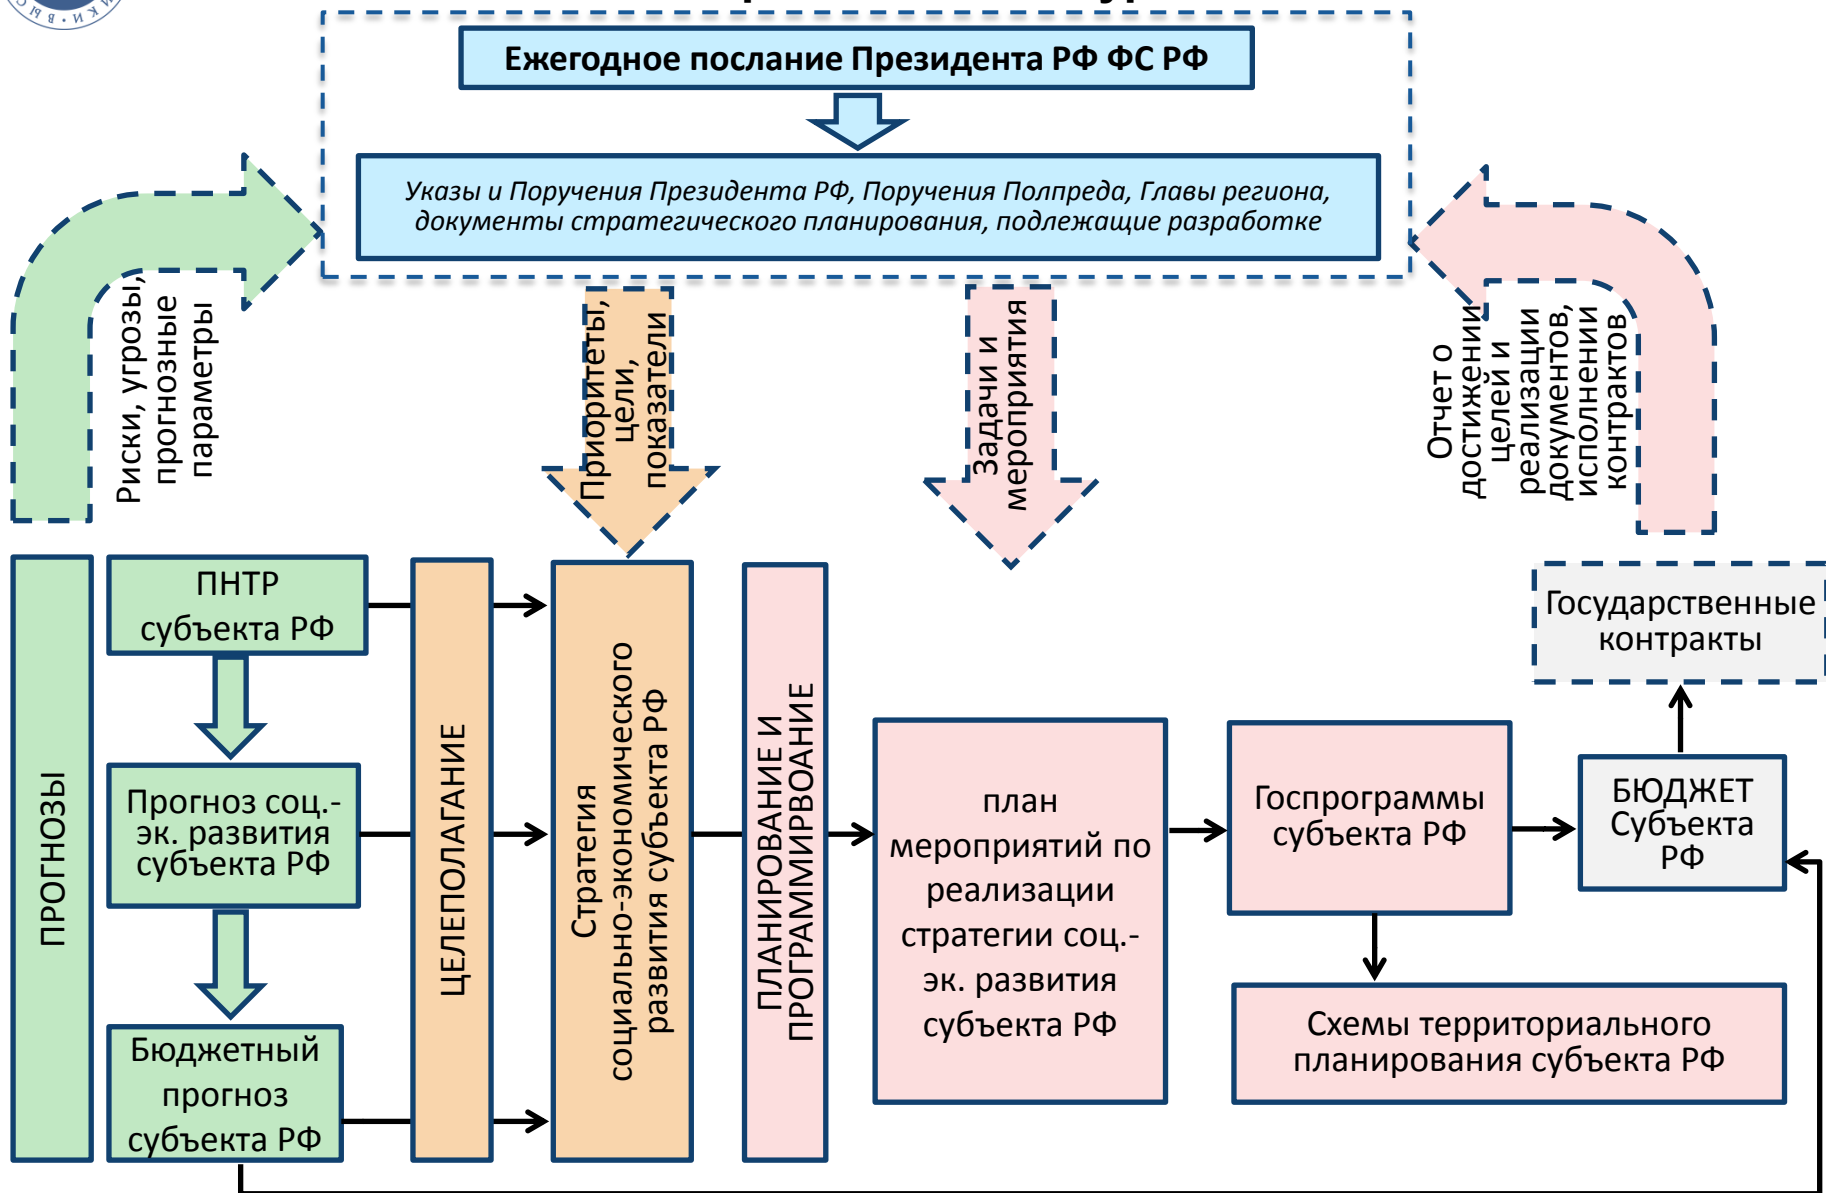 Ежегодное послание Президента РФ ФС РФ
Указы и Поручения Президента РФ, Поручения Полпреда, Главы региона,
документы стратегического планирования, подлежащие разработке
Риски, угрозы,
прогнозные
параметры
Приоритеты,
цели,
показатели
Задачи и
мероприятия
Отчет о
достижении
целей и
реализации
документов,
исполнении
контрактов
ПРОГНОЗЫ
ПНТР
субъекта РФ
Прогноз соц.-
эк. развития
субъекта РФ
Бюджетный
прогноз
субъекта РФ
ЦЕЛЕПОЛАГАНИЕ
Стратегия
социально-экономического
развития субъекта РФ
ПЛАНИРОВАНИЕ И
ПРОГРАММИРВОАНИЕ
план
мероприятий по
реализации
стратегии соц.-
эк. развития
субъекта РФ
Госпрограммы
субъекта РФ
Схемы территориального
планирования субъекта РФ
Государственные
контракты
БЮДЖЕТ
Субъекта
РФ